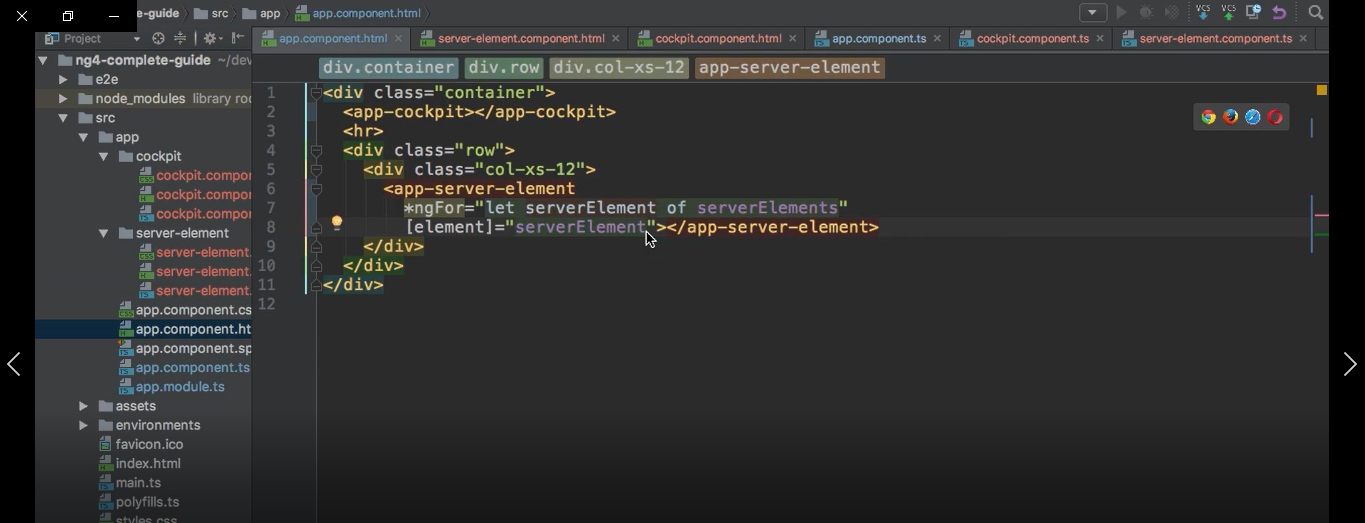 e-guide src app app.component.html
Project
app.component.html server-element.component.html cockpit.component.html app.component.ts cockpit.component.ts server-element.component.ts
ng4-complete-guide ~/dev
e2e
node_modules library roo
src
app
cockpit
cockpit.compor
cockpit.compor
cockpit.compor
server-element
server-element.
server-element.
server-element.
app.component.cs
app.component.ht
app.component.sp
app.component.ts
app.module.ts
assets
environments
favicon.ico
index.html
main.ts
polyfills.ts
styles.css
VCS VCS
div.container div.row div.col-xs-12 app-server-element
1 <div class="container">
2 <app-cockpit></app-cockpit>
3 <hr>
4 <div class="row">
5 <div class="col-xs-12">
6 <app-server-element
7 *ngFor="let serverElement of serverElements"
8 [element]="serverElement"></app-server-element>
9 </div>
10 </div>
11 </div>
12